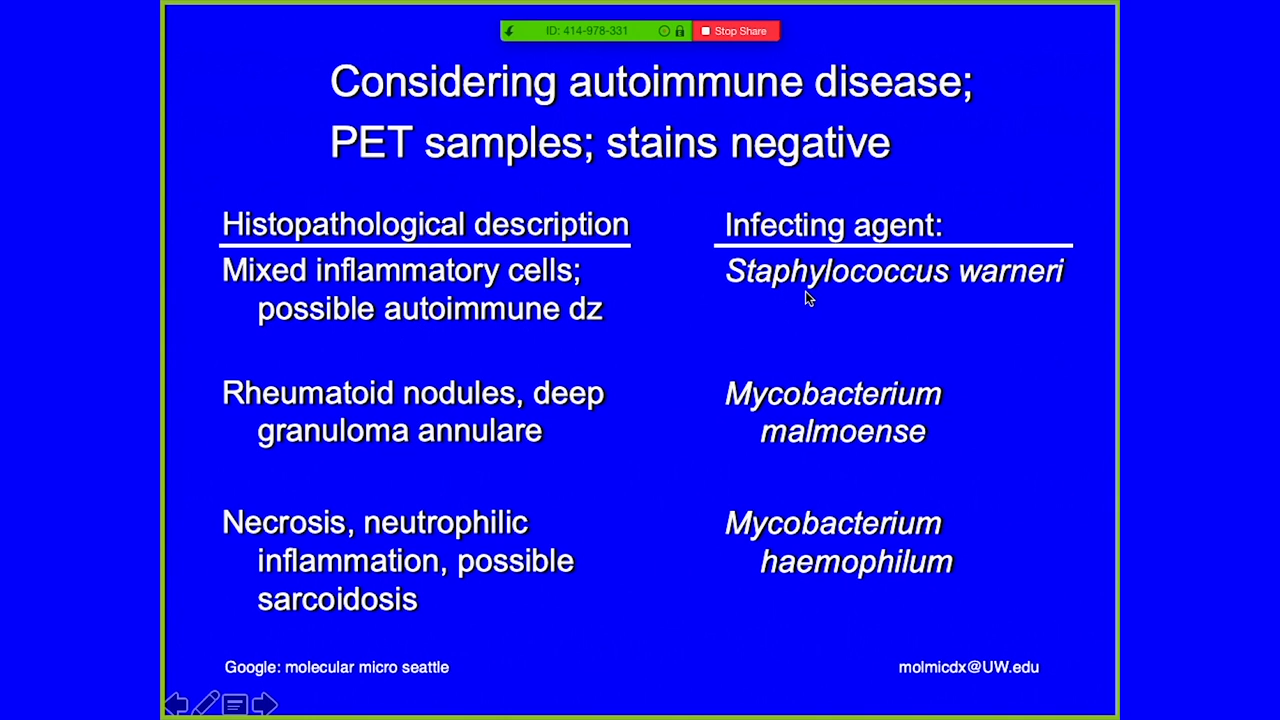 ID: 414-978-331
Stop Share
Considering autoimmune disease;
PET samples; stains negative
Histopathological description
Infecting agent:
Mixed inflammatory cells;
possible autoimmune dz
Staphylococcus warneri
Rheumatoid nodules, deep
granuloma annulare
Mycobacterium
malmoense
Necrosis, neutrophilic
inflammation, possible
sarcoidosis
Mycobacterium
haemophilum
Google: molecular micro seattle
molmicdx@UW.edu